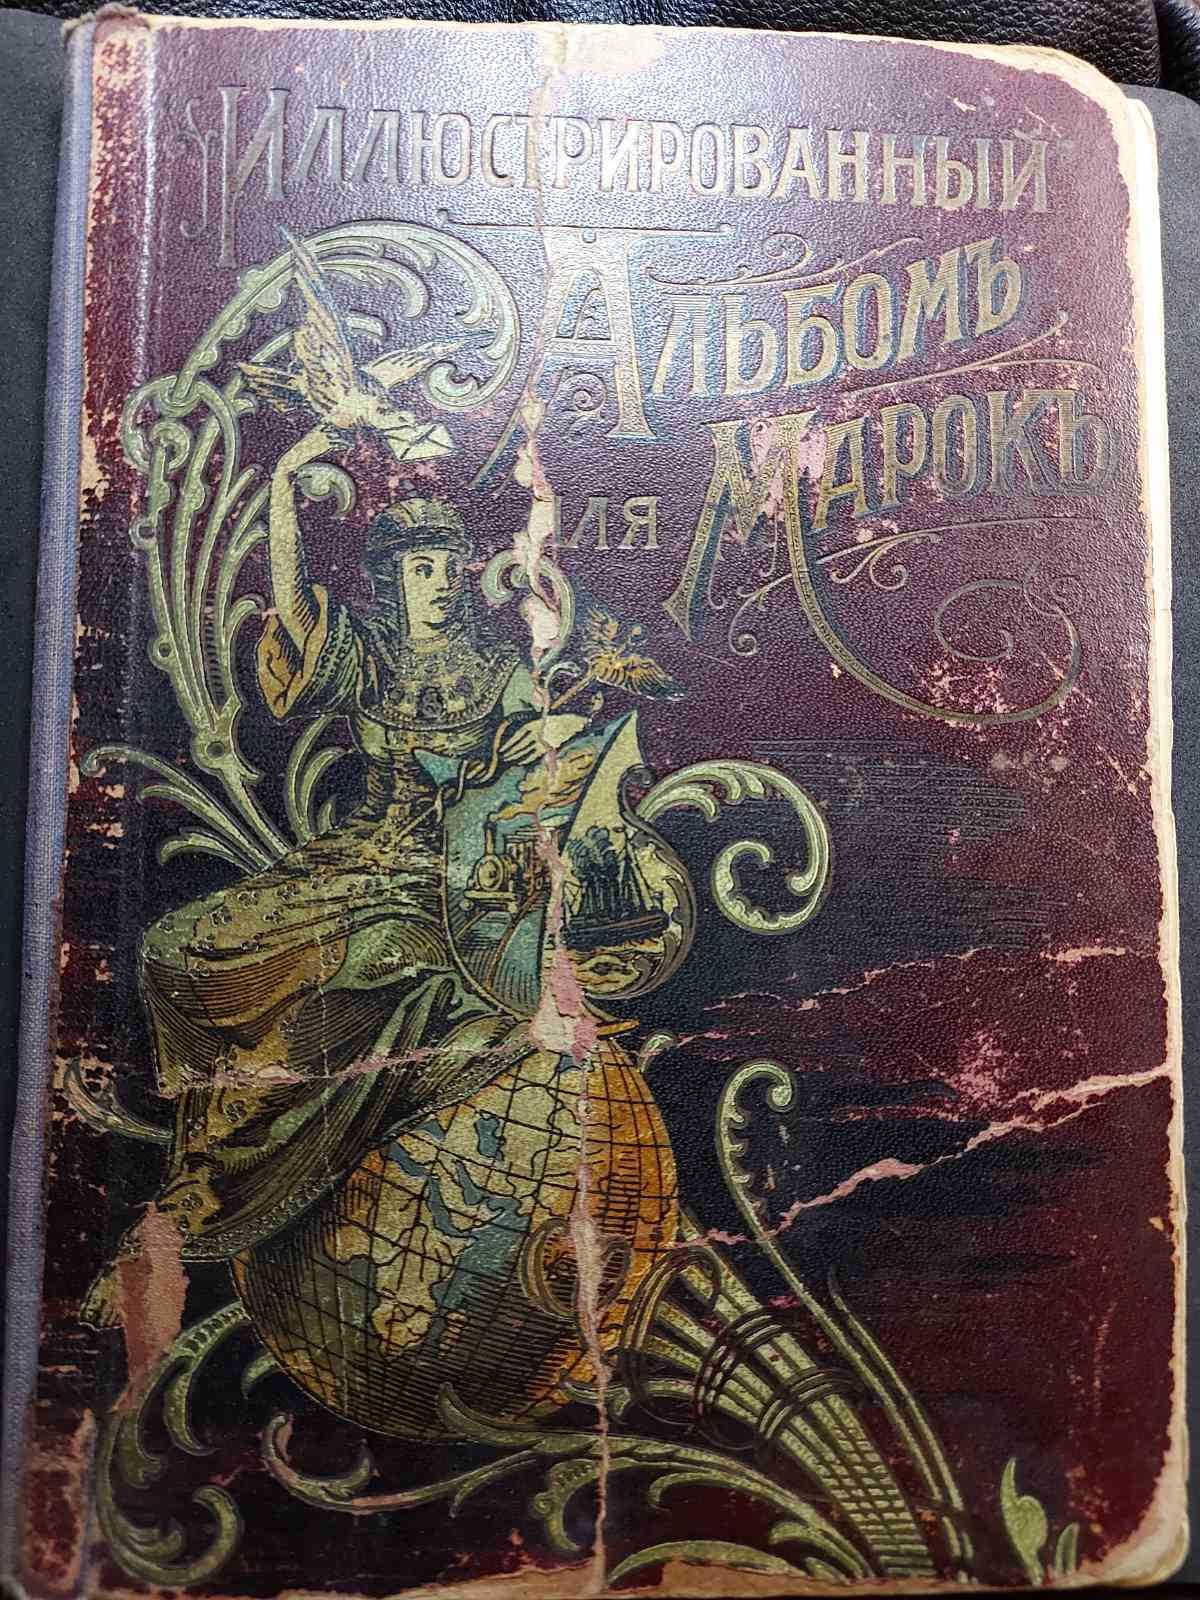 Иллюстрированный
Альбомъ
для Марокъ